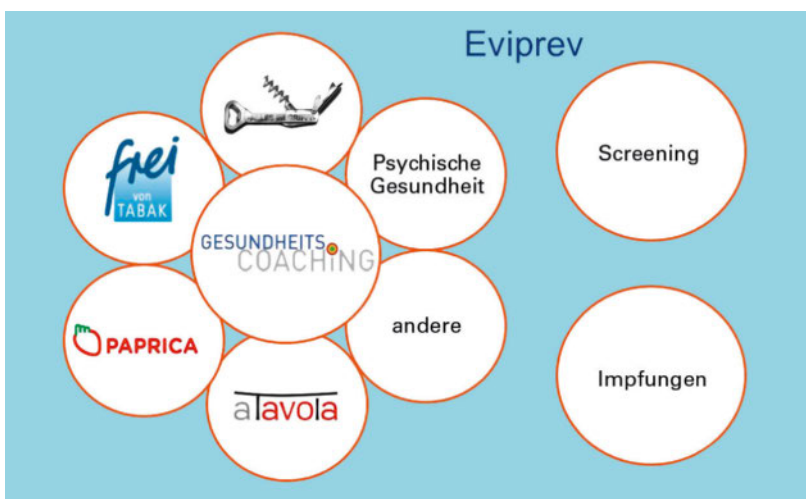 Eviprev
frei
von
TABAK
Psychische
Gesundheit
Screening
GESUNDHEITS
COACHING
PAPRICA
andere
aTavola
Impfungen